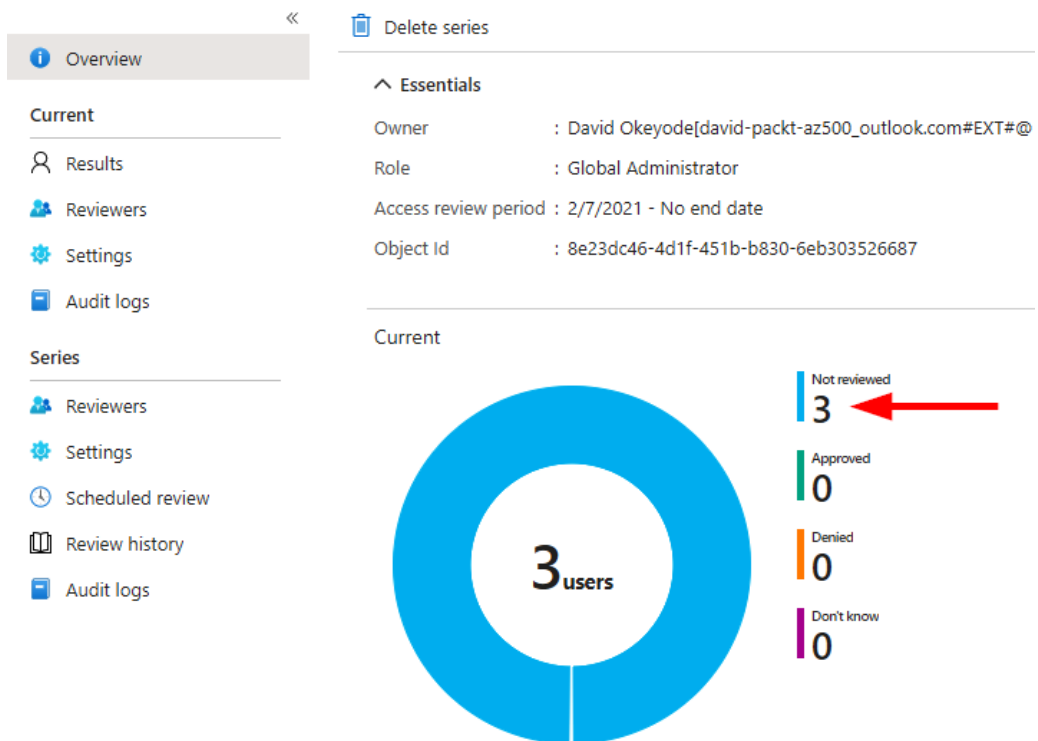 «
Overview
Current
Results
Reviewers
Settings
Audit logs
Series
Reviewers
Settings
Scheduled review
Review history
Audit logs
Delete series
Essentials
Owner : David Okeyode[david-packt-az500_outlook.com#EXT#@
Role : Global Administrator
Access review period : 2/7/2021 - No end date
Object Id : 8e23dc46-4d1f-451b-b830-6eb303526687
Current
3 users
Not reviewed
3
Approved
0
Denied
0
Don't know
0